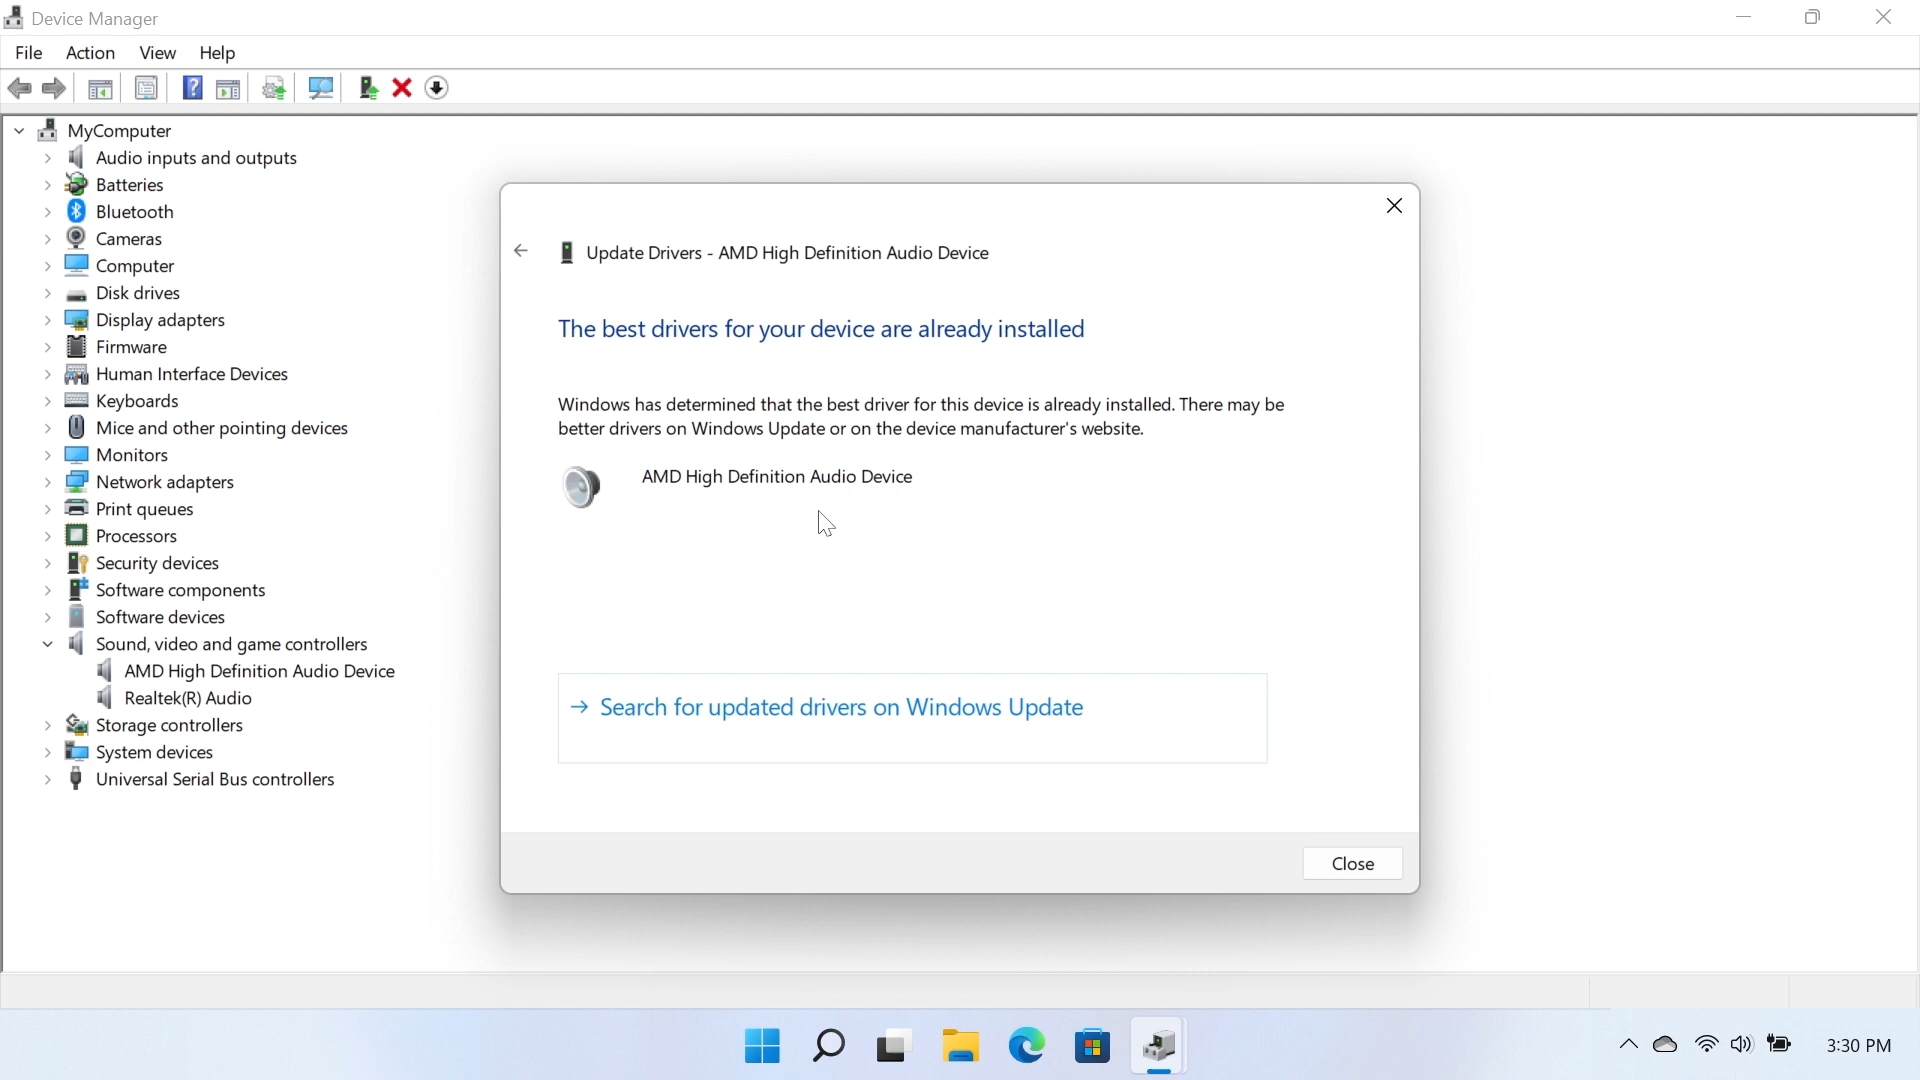 Device Manager
File Action View Help
MyComputer
Audio inputs and outputs
Batteries
Bluetooth
Cameras
Computer
Disk drives
Display adapters
Firmware
Human Interface Devices
Keyboards
Mice and other pointing devices
Monitors
Network adapters
Print queues
Processors
Security devices
Software components
Software devices
Sound, video and game controllers
AMD High Definition Audio Device
Realtek(R) Audio
Storage controllers
System devices
Universal Serial Bus controllers
Update Drivers - AMD High Definition Audio Device
The best drivers for your device are already installed
Windows has determined that the best driver for this device is already installed. There may be
better drivers on Windows Update or on the device manufacturer's website.
AMD High Definition Audio Device
Search for updated drivers on Windows Update
Close
3:30 PM